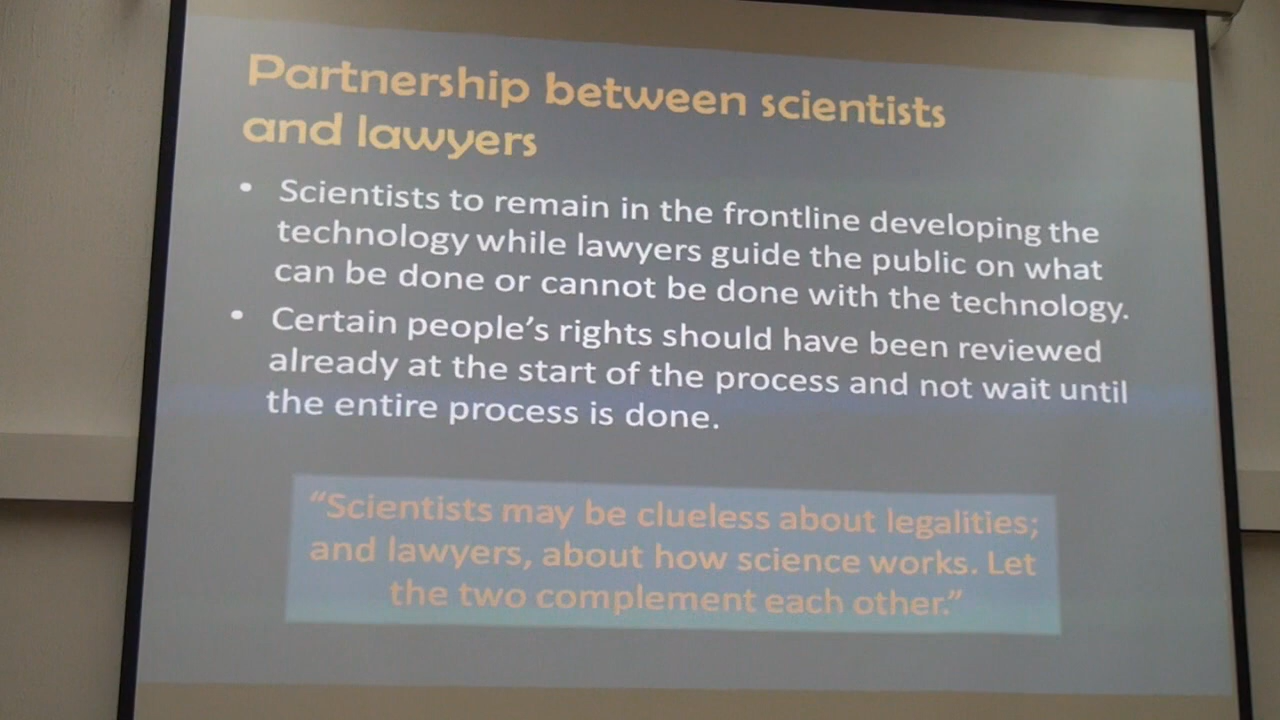 Partnership between scientists
and lawyers
• Scientists to remain in the frontline developing the
technology while lawyers guide the public on what
can be done or cannot be done with the technology.
• Certain people’s rights should have been reviewed
already at the start of the process and not wait until
the entire process is done.
“Scientists may be clueless about legalities;
and lawyers, about how science works. Let
the two complement each other.”